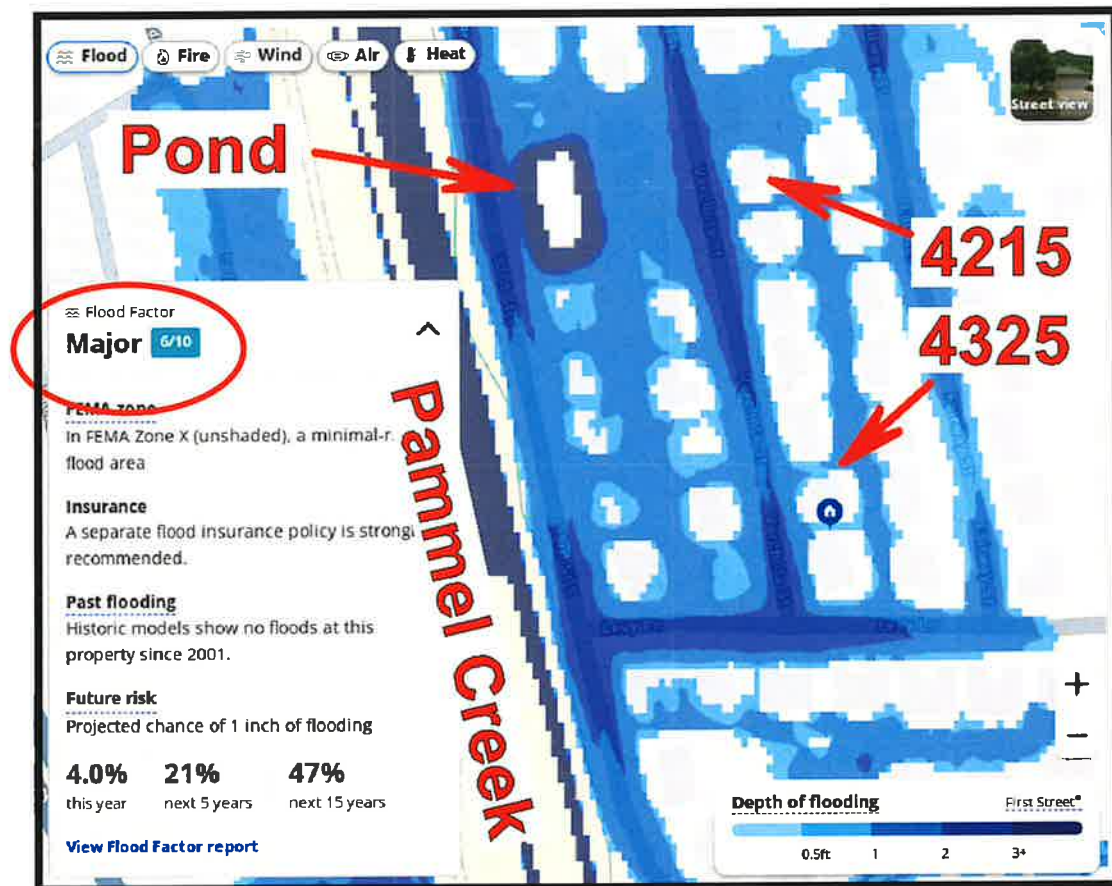 Flood
Fire
Wind
Air
Heat
Street view
Pond
4215
4325
Flood Factor
Major 6/10
FEMA zone
In FEMA Zone X (unshaded), a minimal-r
flood area
Insurance
A separate flood insurance policy is strongl
recommended.
Past flooding
Historic models show no floods at this
property since 2001.
Future risk
Projected chance of 1 inch of flooding
4.0% 21% 47%
this year next 5 years next 15 years
View Flood Factor report
Pammel Creek
+
−
Depth of flooding First Street®
0.5ft 1 2 3+